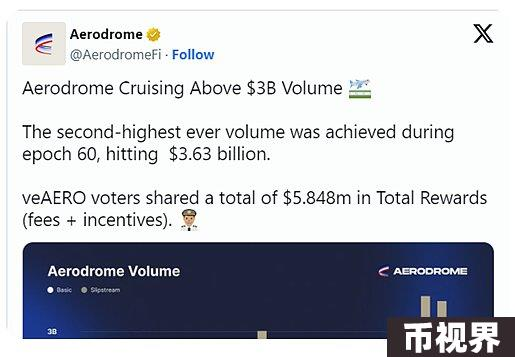 Aerodrome
@AerodromeFi · Follow
Aerodrome Cruising Above $3B Volume 🛫
The second-highest ever volume was achieved during
epoch 60, hitting $3.63 billion.
veAERO voters shared a total of $5.848m in Total Rewards
(fees + incentives). 🧑🏽‍✈️
Aerodrome Volume
AERODROME
Basic Slipstream
3B
币视界